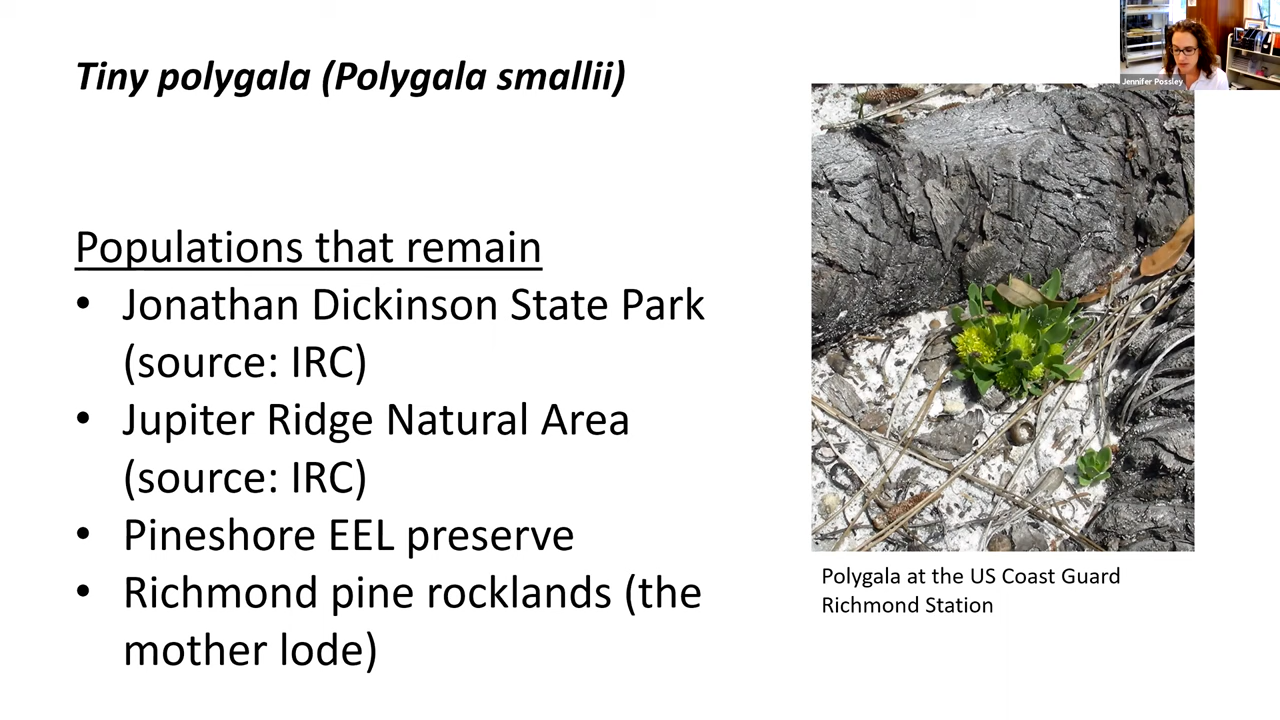 Tiny polygala (Polygala smallii)
Jennifer Possley
Populations that remain
• Jonathan Dickinson State Park
(source: IRC)
• Jupiter Ridge Natural Area
(source: IRC)
• Pineshore EEL preserve
• Richmond pine rocklands (the
mother lode)
Polygala at the US Coast Guard
Richmond Station